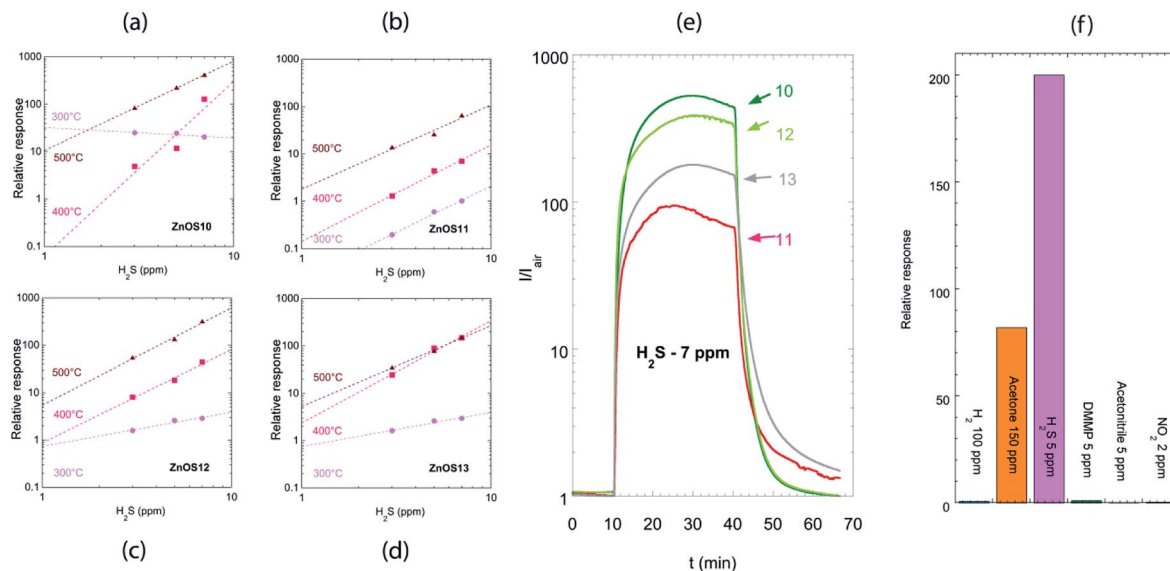 (a)
(b)
(e)
(f)
1000
100
10
1
0.1
1
10
Relative response
H2S (ppm)
300°C
500°C
400°C
ZnOS10
1000
100
10
1
0.1
1
10
Relative response
H2S (ppm)
500°C
400°C
300°C
ZnOS11
1000
100
10
1
0.1
1
10
Relative response
H2S (ppm)
500°C
400°C
300°C
ZnOS12
1000
100
10
1
0.1
1
10
Relative response
H2S (ppm)
500°C
400°C
300°C
ZnOS13
(c)
(d)
1000
100
10
1
I/Iair
10
12
13
11
H2S - 7 ppm
0
10
20
30
40
50
60
70
t (min)
200
150
100
50
0
Relative response
H2 100 ppm
Acetone 150 ppm
H2S 5 ppm
DMMP 5 ppm
Acetonitrile 5 ppm
NO2 2 ppm